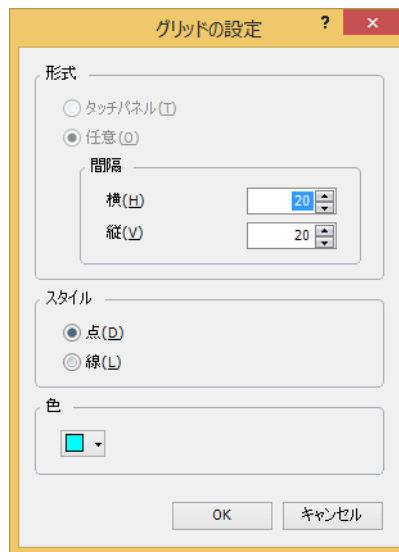 グリッドの設定 ? ×
形式
タッチパネル(T)
任意(O)
間隔
横(H) 20
縦(V) 20
スタイル
点(D)
線(L)
色
OK キャンセル